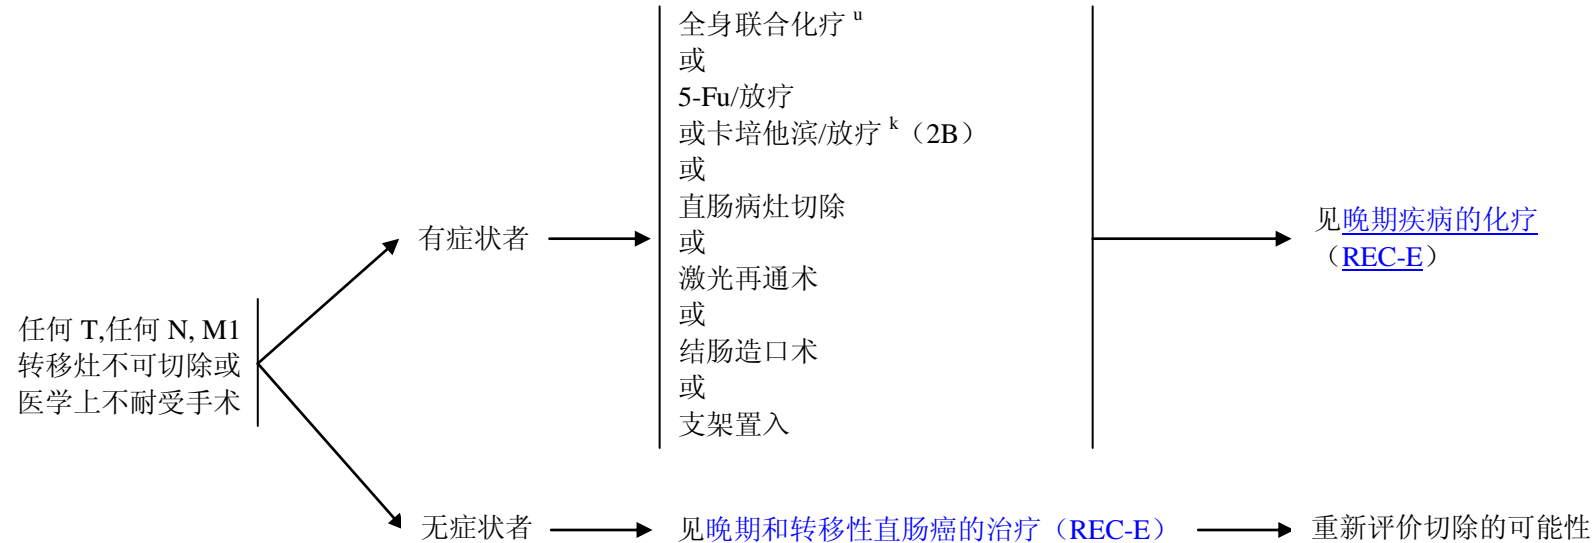 全身联合化疗 u
或
5-Fu/放疗
或卡培他滨/放疗 k（2B）
或
直肠病灶切除
或
激光再通术
或
结肠造口术
或
支架置入
见晚期疾病的化疗
（REC-E）
有症状者
任何 T,任何 N, M1
转移灶不可切除或
医学上不耐受手术
无症状者
见晚期和转移性直肠癌的治疗（REC-E）
重新评价切除的可能性